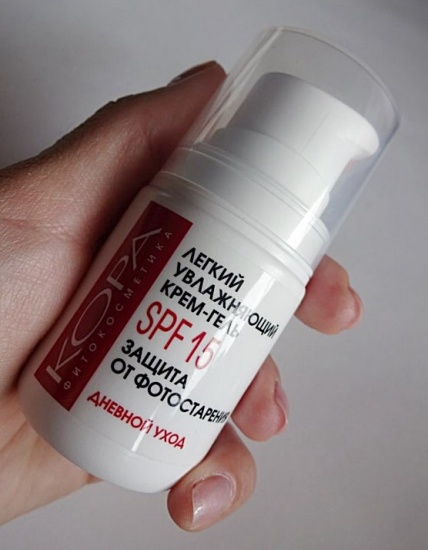 КОРА
ФИТОКОСМЕТИКА
ЛЕГКИЙ
УВЛАЖНЯЮЩИЙ
КРЕМ-ГЕЛЬ
SPF 15
ЗАЩИТА
ОТ ФОТОСТАРЕНИЯ
ДНЕВНОЙ УХОД